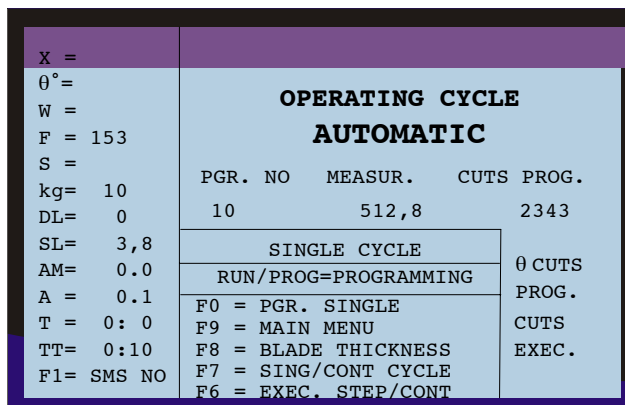 X =
θ°=
W =
F = 153
S =
kg= 10
DL= 0
SL= 3,8
AM= 0.0
A = 0.1
T = 0: 0
TT= 0:10
F1= SMS NO
OPERATING CYCLE
AUTOMATIC
PGR. NO MEASUR. CUTS PROG.
10 512,8 2343
SINGLE CYCLE
RUN/PROG=PROGRAMMING
F0 = PGR. SINGLE
F9 = MAIN MENU
F8 = BLADE THICKNESS
F7 = SING/CONT CYCLE
F6 = EXEC. STEP/CONT
θ CUTS
PROG.
CUTS
EXEC.